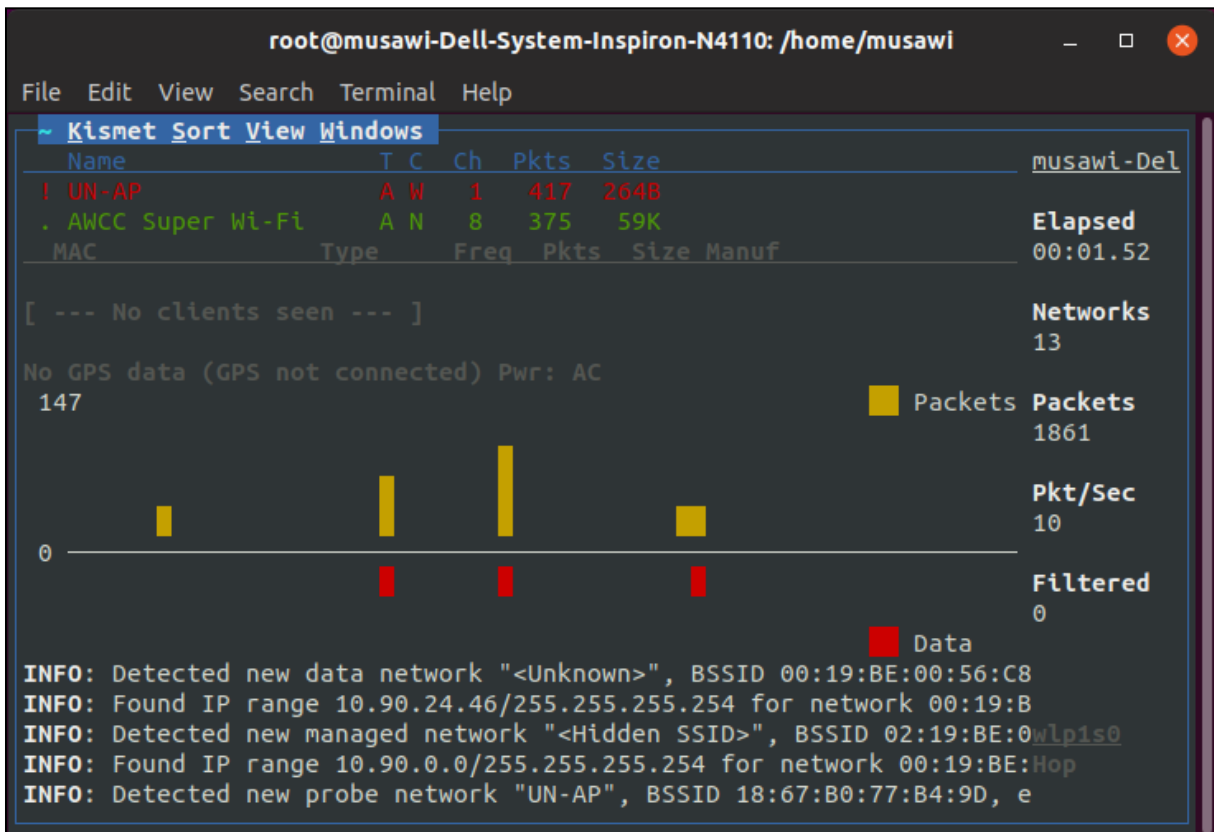 root@musawi-Dell-System-Inspiron-N4110: /home/musawi
File Edit View Search Terminal Help
~ Kismet Sort View Windows
Name T C Ch Pkts Size musawi-Del
! UN-AP A W 1 417 264B
. AWCC Super Wi-Fi A N 8 375 59K Elapsed
MAC Type Freq Pkts Size Manuf 00:01.52
[ --- No clients seen --- ] Networks
13
No GPS data (GPS not connected) Pwr: AC
147 Packets Packets
1861
Pkt/Sec
10
0
Filtered
0
Data
INFO: Detected new data network "<Unknown>", BSSID 00:19:BE:00:56:C8
INFO: Found IP range 10.90.24.46/255.255.255.254 for network 00:19:B
INFO: Detected new managed network "<Hidden SSID>", BSSID 02:19:BE:0wlp1s0
INFO: Found IP range 10.90.0.0/255.255.255.254 for network 00:19:BE:Hop
INFO: Detected new probe network "UN-AP", BSSID 18:67:B0:77:B4:9D, e